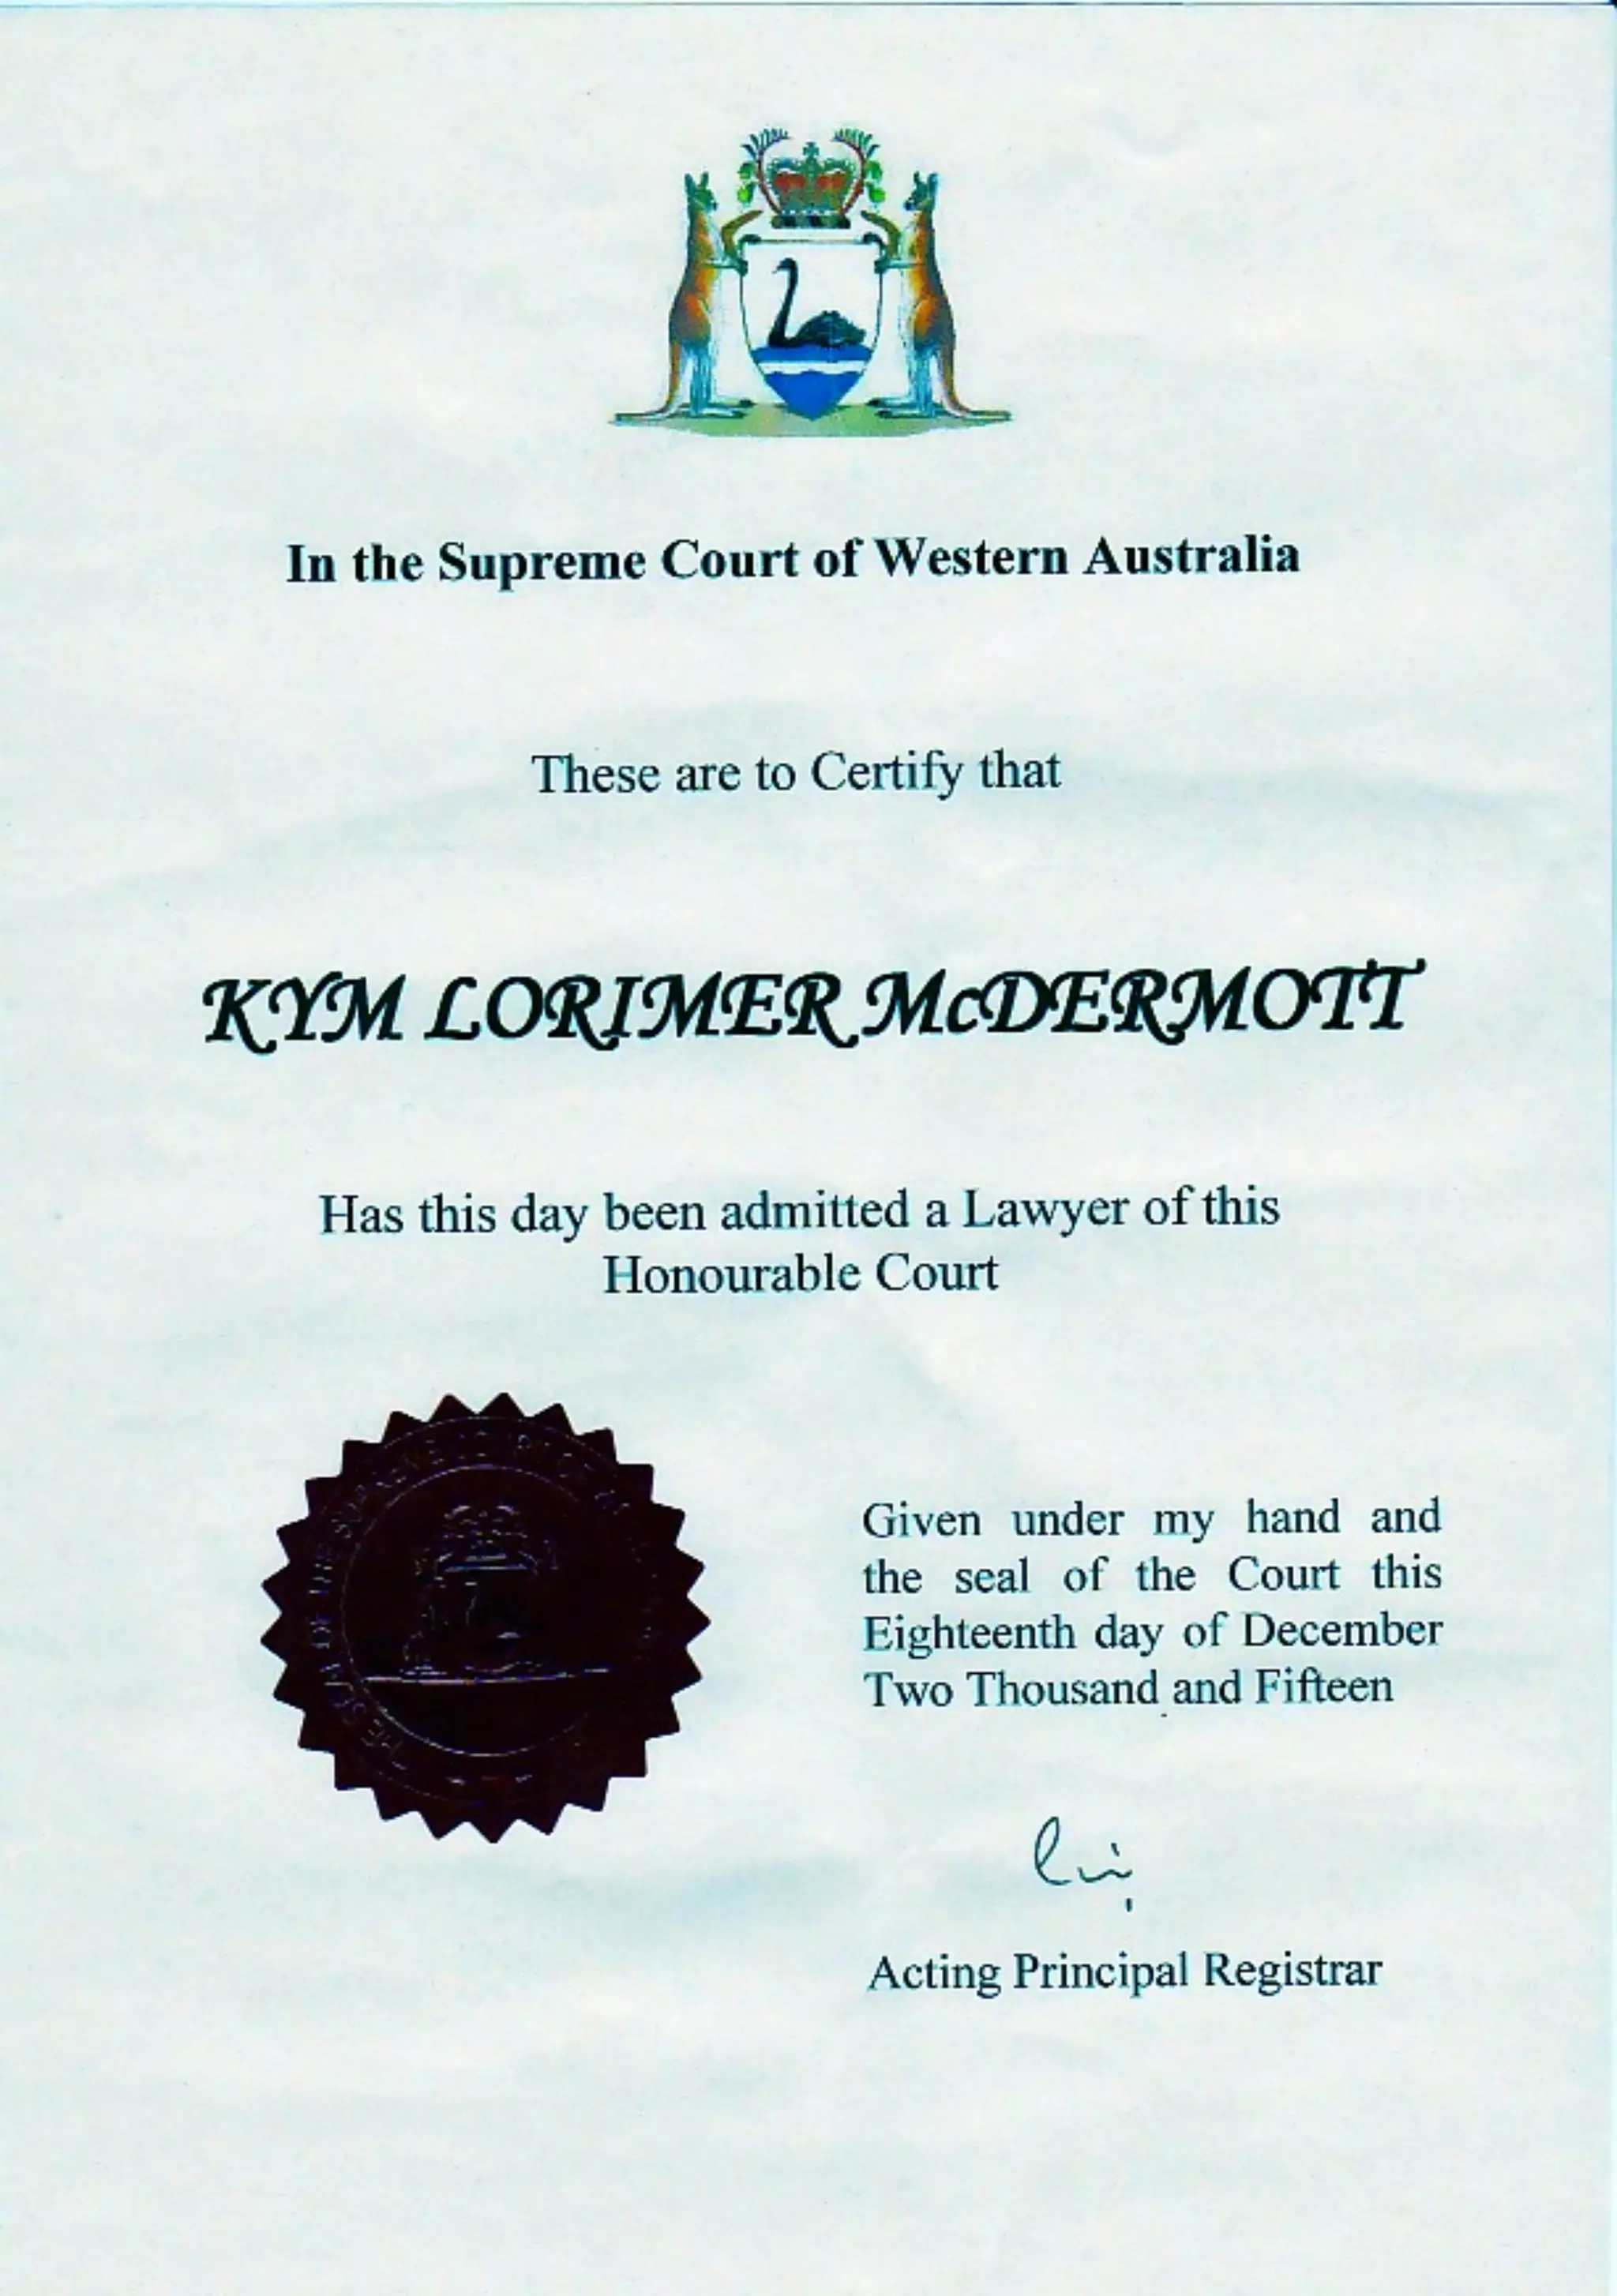 In the Supreme Court of Western Australia
These are to Certify that
KYM LORIMER McDERMOTT
Has this day been admitted a Lawyer of this
Honourable Court
Given under my hand and
the seal of the Court this
Eighteenth day of December
Two Thousand and Fifteen
Acting Principal Registrar